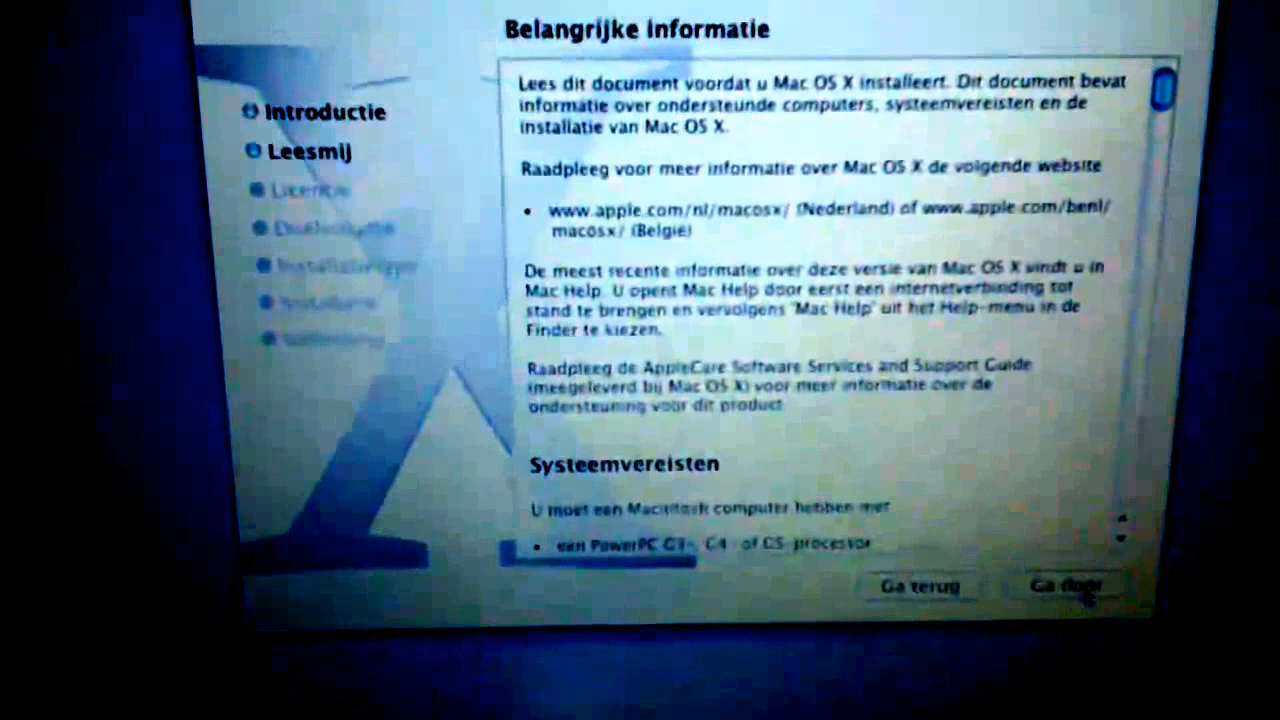 Belangrijke informatie
Introductie
Leesmij
Licentie
Doelvolume
Installatietype
Lees dit document voordat u Mac OS X installeert. Dit document bevat
informatie over ondersteunde computers, systeemvereisten en de
installatie van Mac OS X.
Raadpleeg voor meer informatie over Mac OS X de volgende website
• www.apple.com/nl/macosx/ (Nederland) of www.apple.com/benl/
macosx/ (België)
De meest recente informatie over deze versie van Mac OS X vindt u in
Mac Help. U opent Mac Help door eerst een internetverbinding tot
stand te brengen en vervolgens 'Mac Help' uit het Help-menu in de
Finder te kiezen.
Raadpleeg de AppleCare Software Services and Support Guide
(meegeleverd bij Mac OS X) voor meer informatie over de
ondersteuning voor dit product
Systeemvereisten
U moet een Macintosh computer hebben met
• een PowerPC G3-, G4- of G5-processor
Ga terug
Ga door